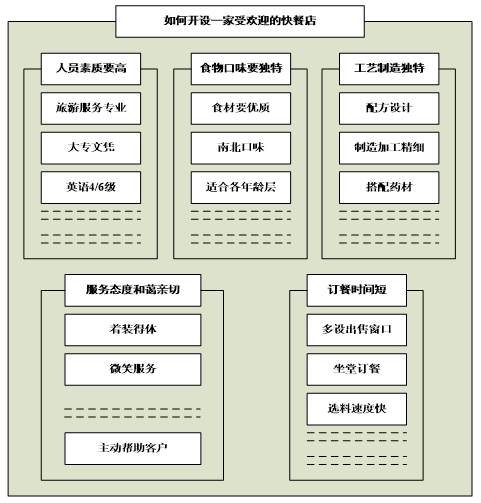 如何开设一家受欢迎的快餐店
人员素质要高
旅游服务专业
大专文凭
英语4/6级
食物口味要独特
食材要优质
南北口味
适合各年龄层
工艺制造独特
配方设计
制造加工精细
搭配药材
服务态度和蔼亲切
着装得体
微笑服务
主动帮助客户
订餐时间短
多设出售窗口
坐堂订餐
选料速度快